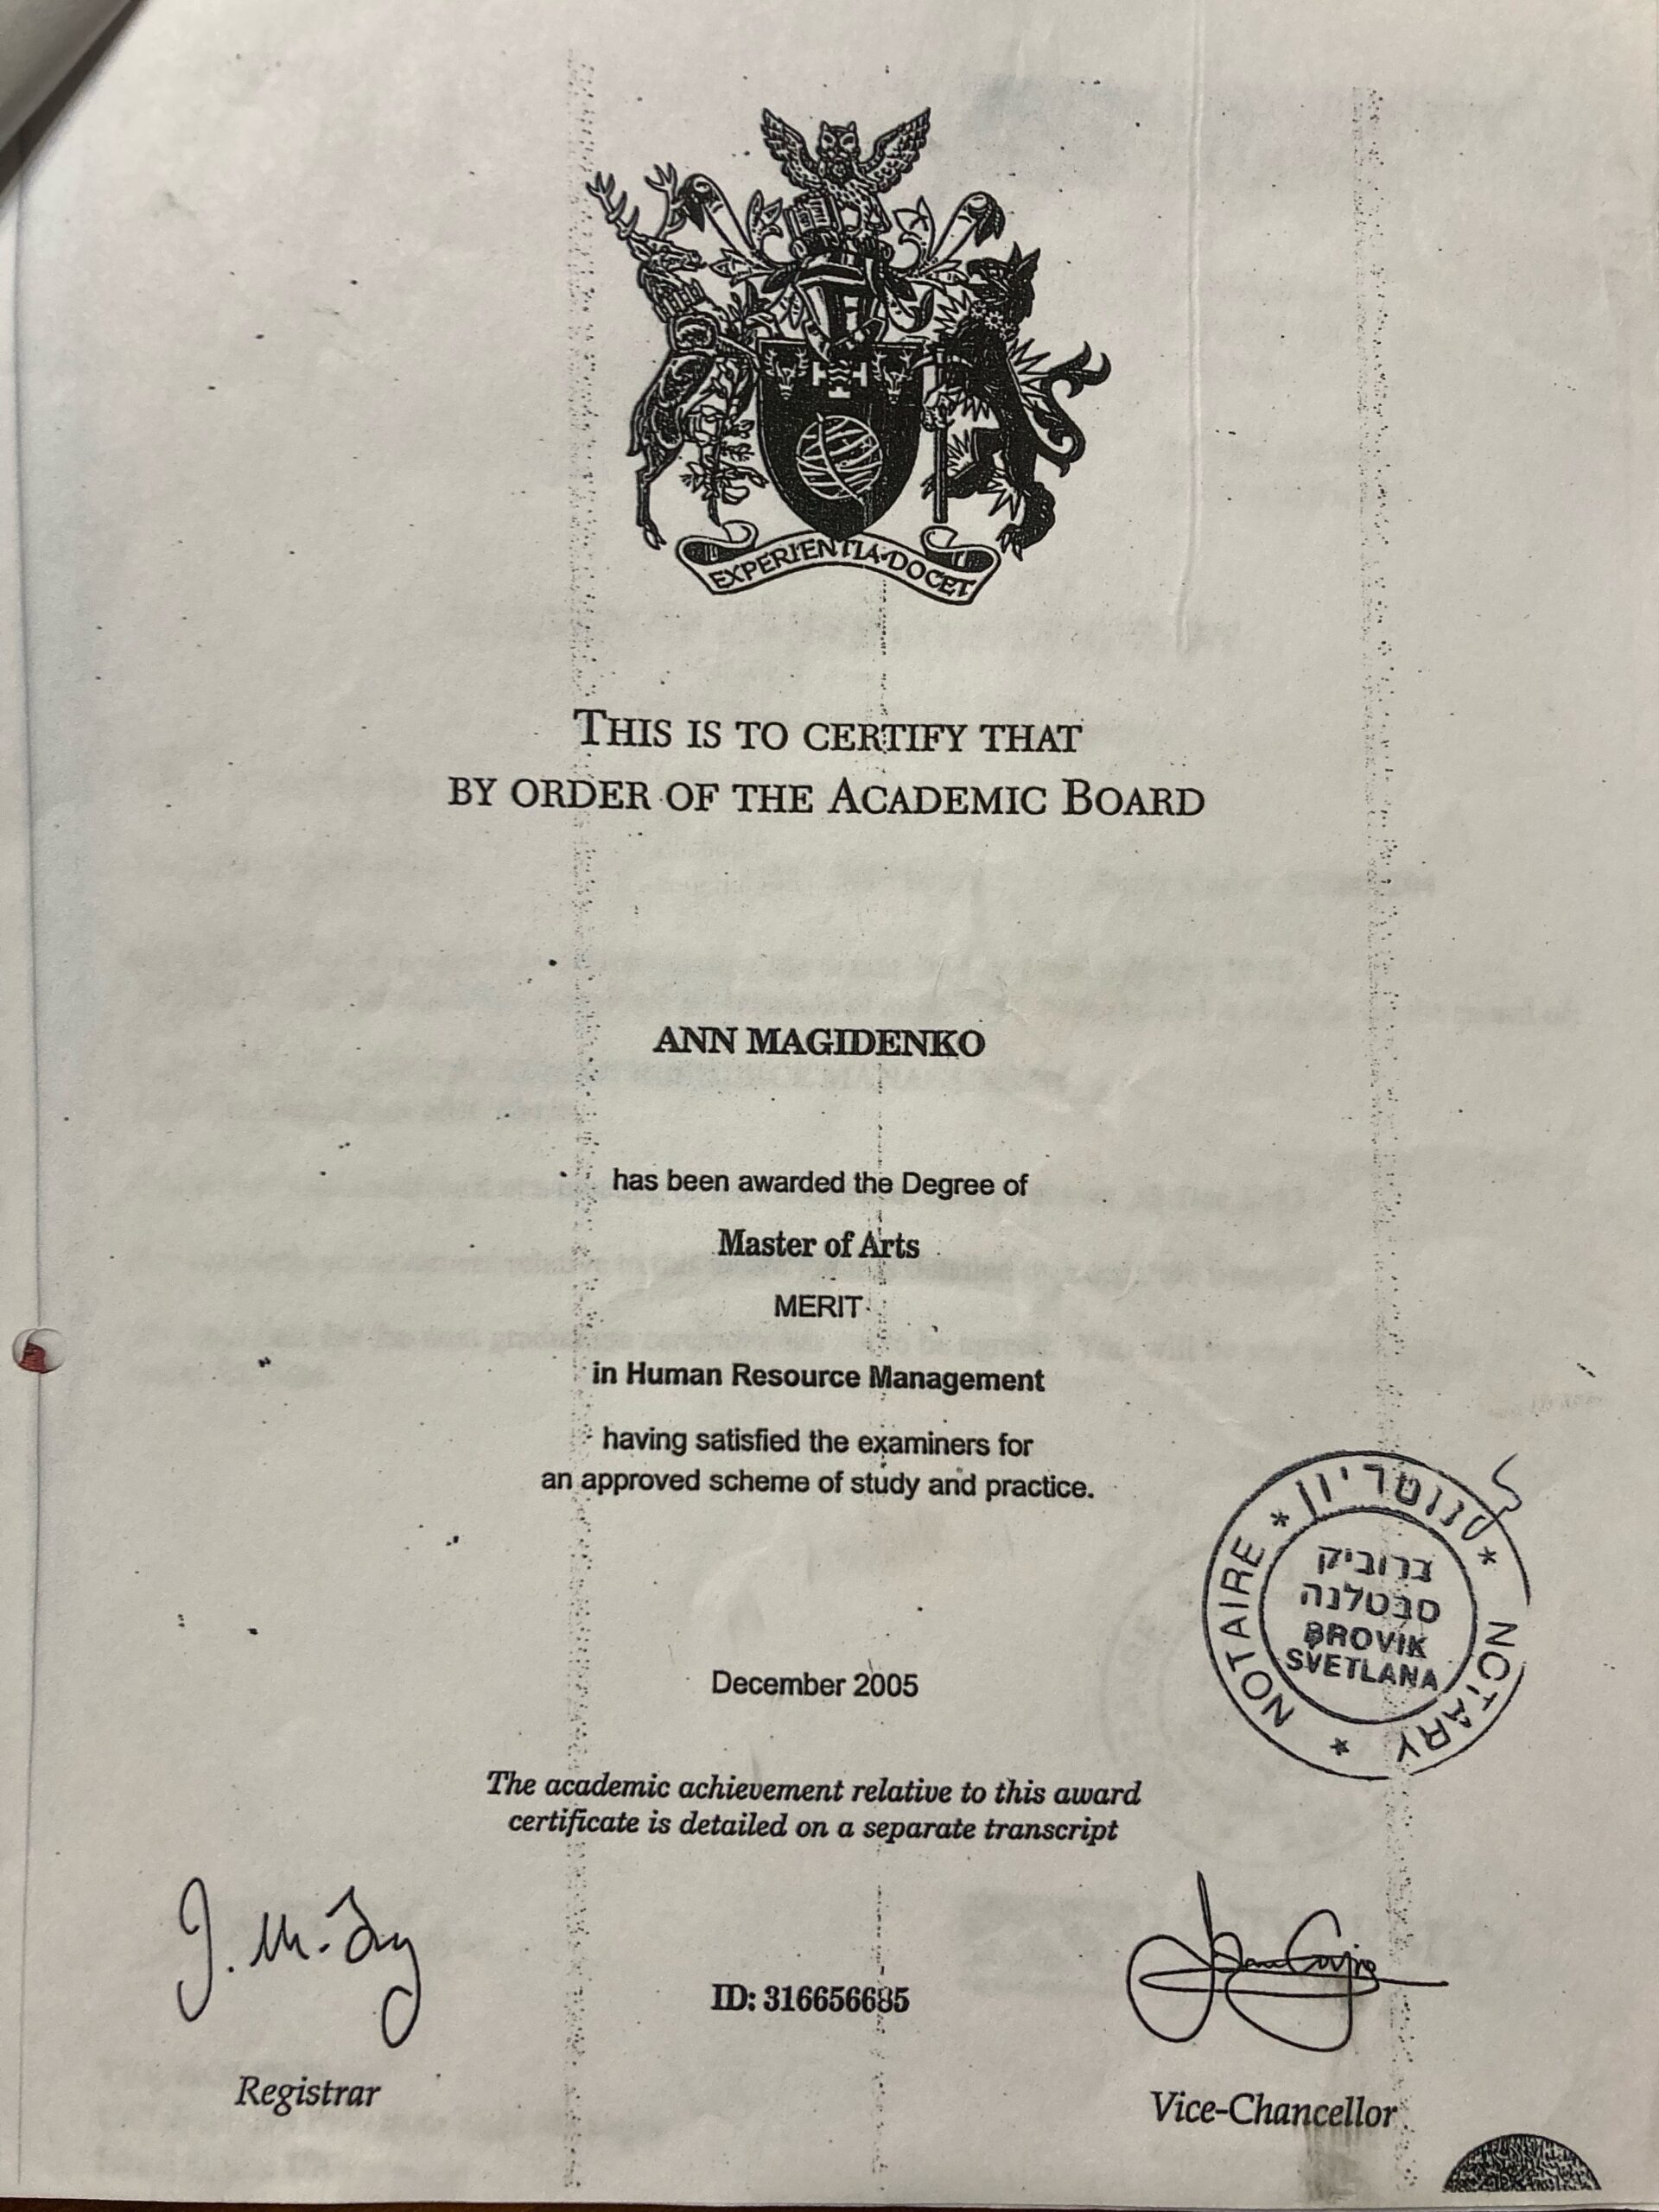 EXPERIENTIA·DOCET
THIS IS TO CERTIFY THAT
BY ORDER OF THE ACADEMIC BOARD
ANN MAGIDENKO
has been awarded the Degree of
Master of Arts
MERIT
in Human Resource Management
having satisfied the examiners for
an approved scheme of study and practice.
* נוטריון *
NOTAIRE * NOTARY
ברוביק
סבטלנה
BROVIK
SVETLANA
December 2005
The academic achievement relative to this award
certificate is detailed on a separate transcript
ID: 316656685
Registrar
Vice-Chancellor